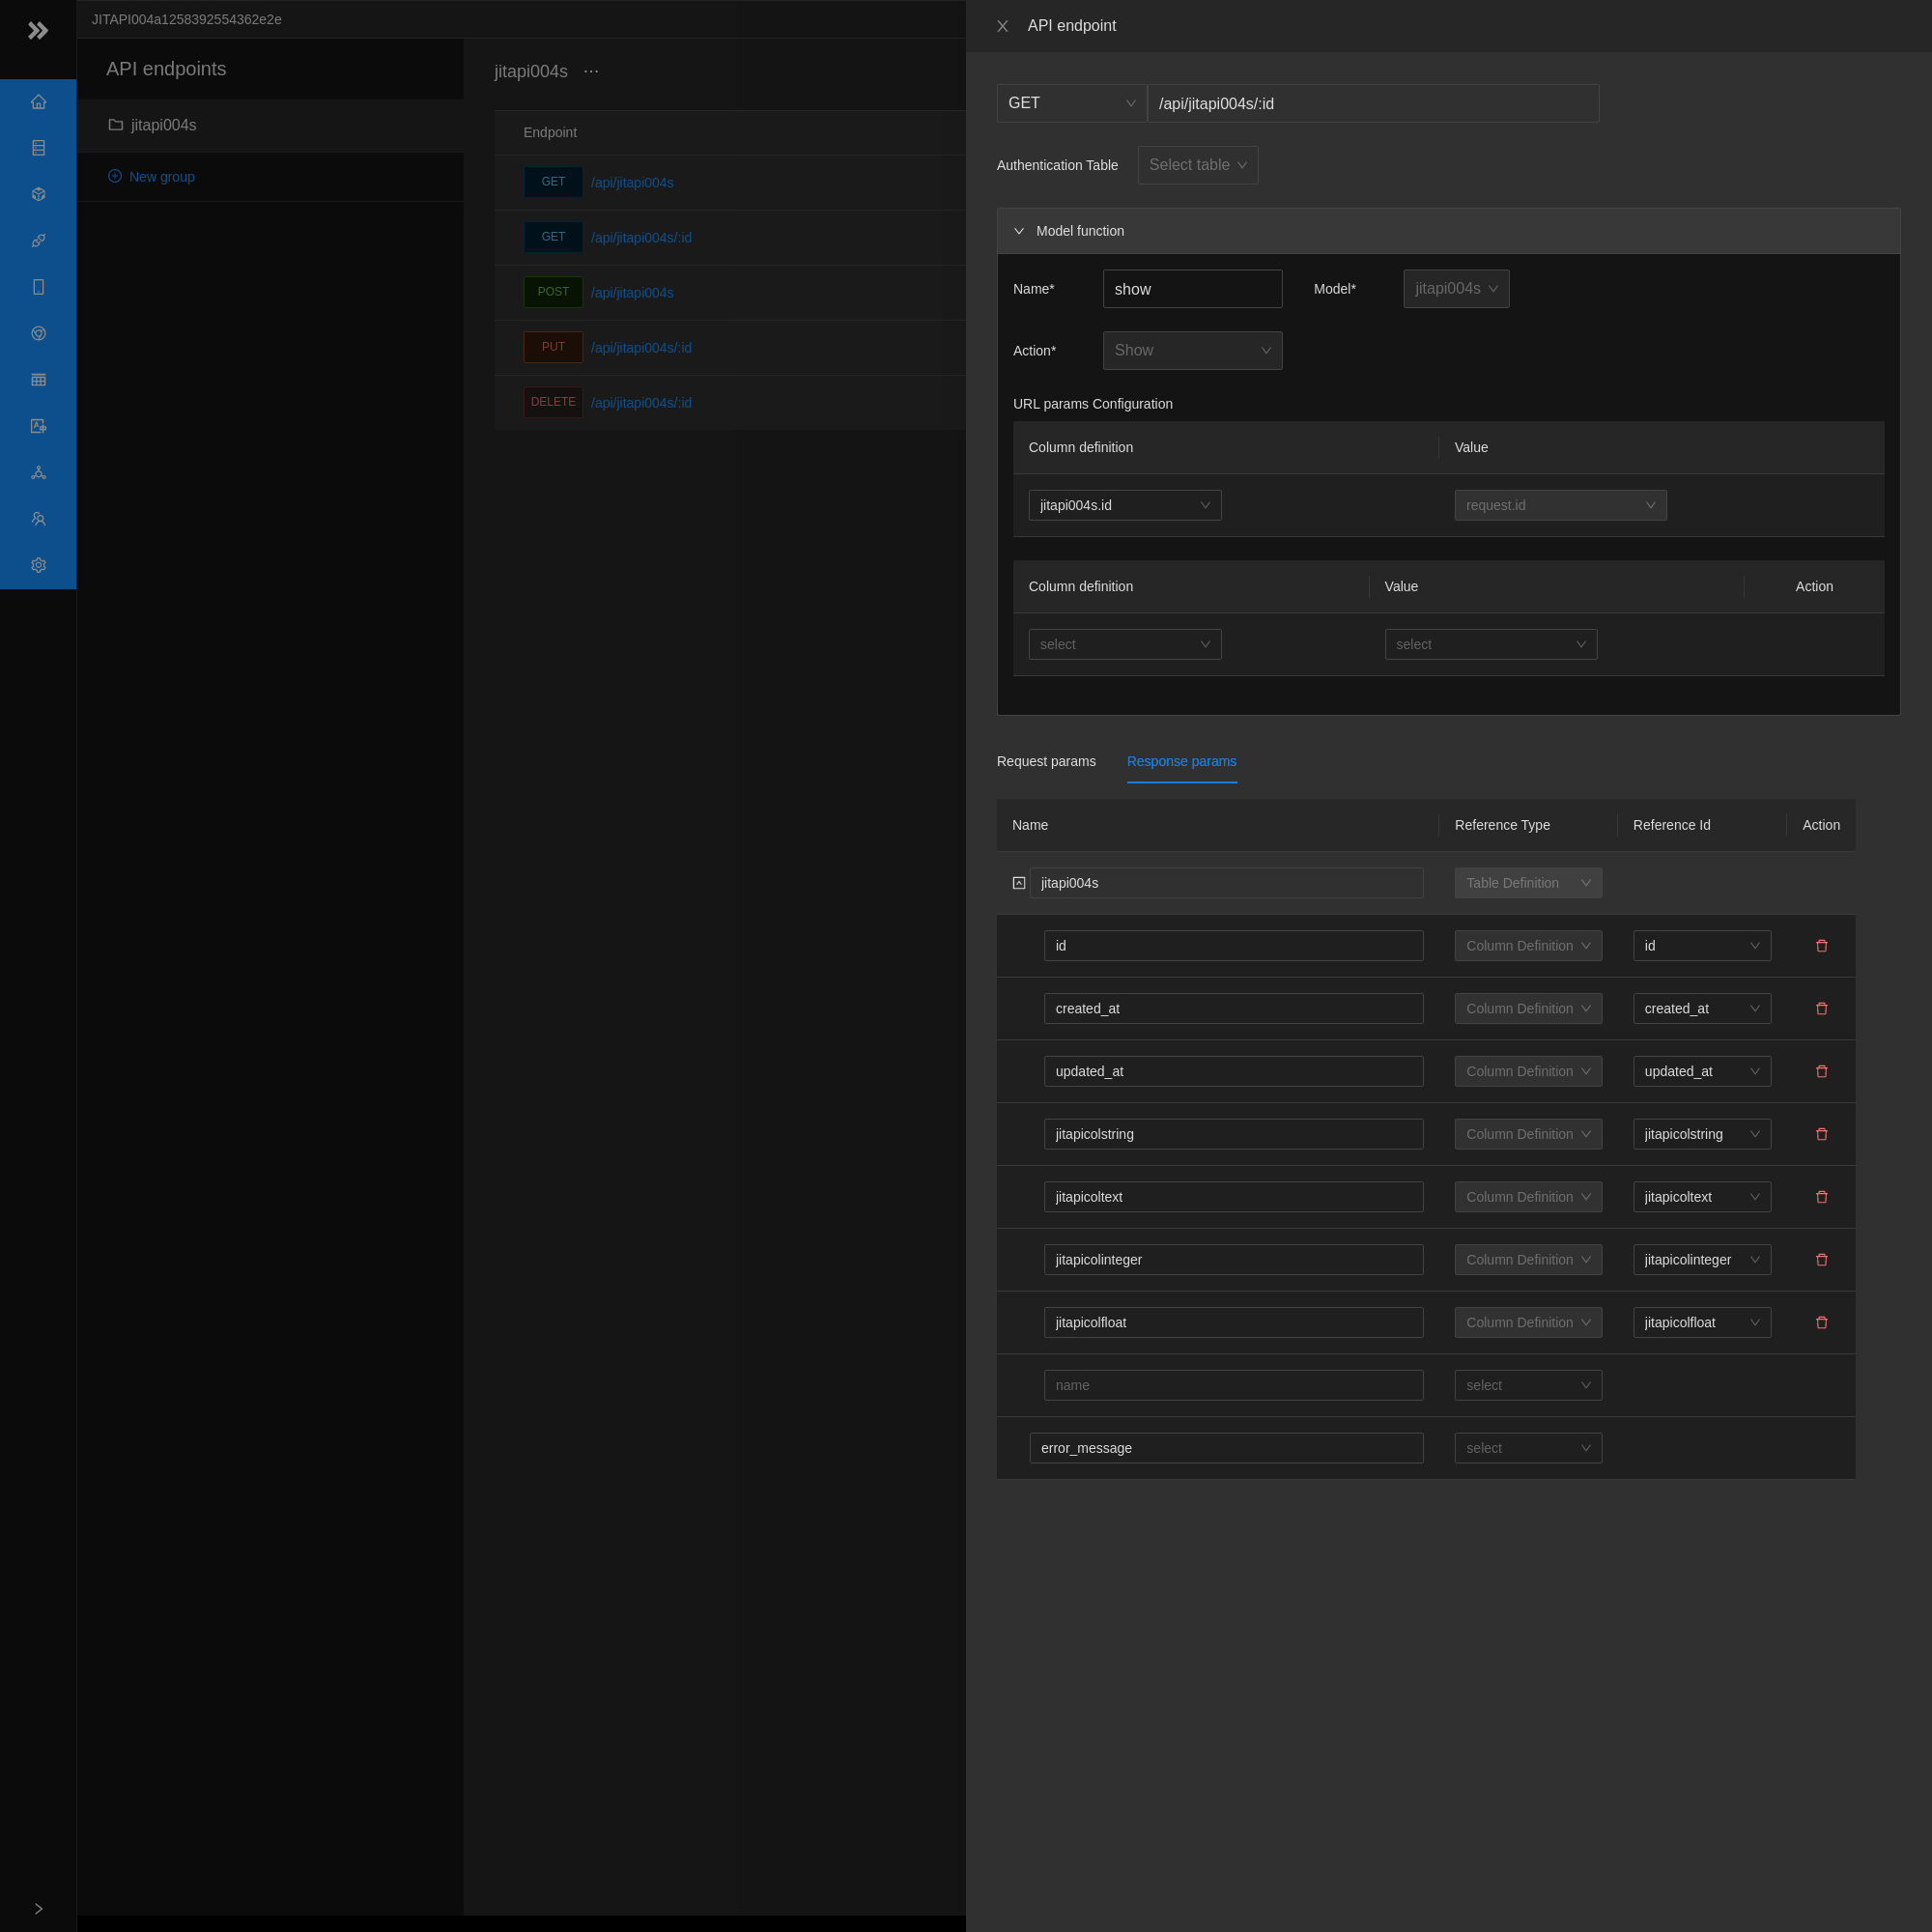 JITAPI004a1258392554362e2e
API endpoints
jitapi004s
New group
jitapi004s ···
Endpoint
GET /api/jitapi004s
GET /api/jitapi004s/:id
POST /api/jitapi004s
PUT /api/jitapi004s/:id
DELETE /api/jitapi004s/:id
API endpoint
GET /api/jitapi004s/:id
Authentication Table Select table
Model function
Name* show Model* jitapi004s
Action* Show
URL params Configuration
Column definition Value
jitapi004s.id request.id
Column definition Value Action
select select
Request params Response params
Name Reference Type Reference Id Action
jitapi004s Table Definition
id Column Definition id
created_at Column Definition created_at
updated_at Column Definition updated_at
jitapicolstring Column Definition jitapicolstring
jitapicoltext Column Definition jitapicoltext
jitapicolinteger Column Definition jitapicolinteger
jitapicolfloat Column Definition jitapicolfloat
name select
error_message select